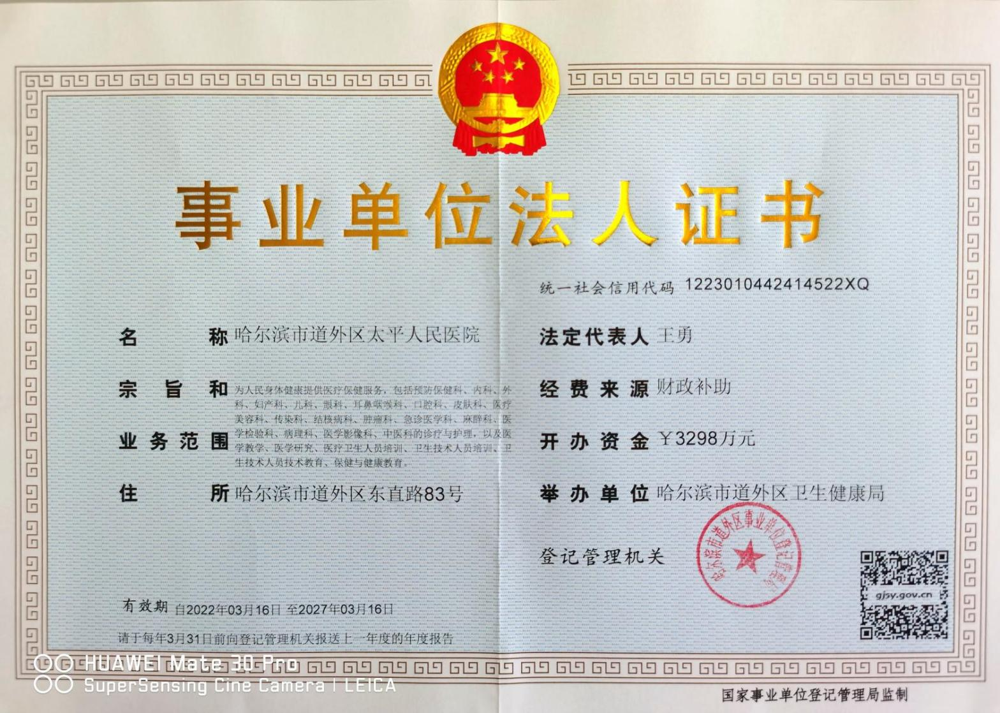 事业单位法人证书
统一社会信用代码 1223010442414522XQ
名称 哈尔滨市道外区太平人民医院
宗旨和业务范围
为人民身体健康提供医疗保健服务，包括预防保健科、内科、外
科、妇产科、儿科、眼科、耳鼻咽喉科、口腔科、皮肤科、医疗
美容科、传染科、结核病科、肿瘤科、急诊医学科、麻醉科、医
学检验科、病理科、医学影像科、中医科的诊疗与护理，以及医
学教学、医学研究、医疗卫生人员培训、卫生技术人员培训、卫
生技术人员技术教育、保健与健康教育。
住所 哈尔滨市道外区东直路83号
法定代表人 王勇
经费来源 财政补助
开办资金 ￥3298万元
举办单位 哈尔滨市道外区卫生健康局
登记管理机关
哈尔滨市道外区事业单位登记管理局
gjsy.gov.cn
有效期 自2022年03月16日 至2027年03月16日
请于每年3月31日前向登记管理机关报送上一年度的年度报告
HUAWEI Mate 30 Pro
SuperSensing Cine Camera | LEICA
国家事业单位登记管理局监制